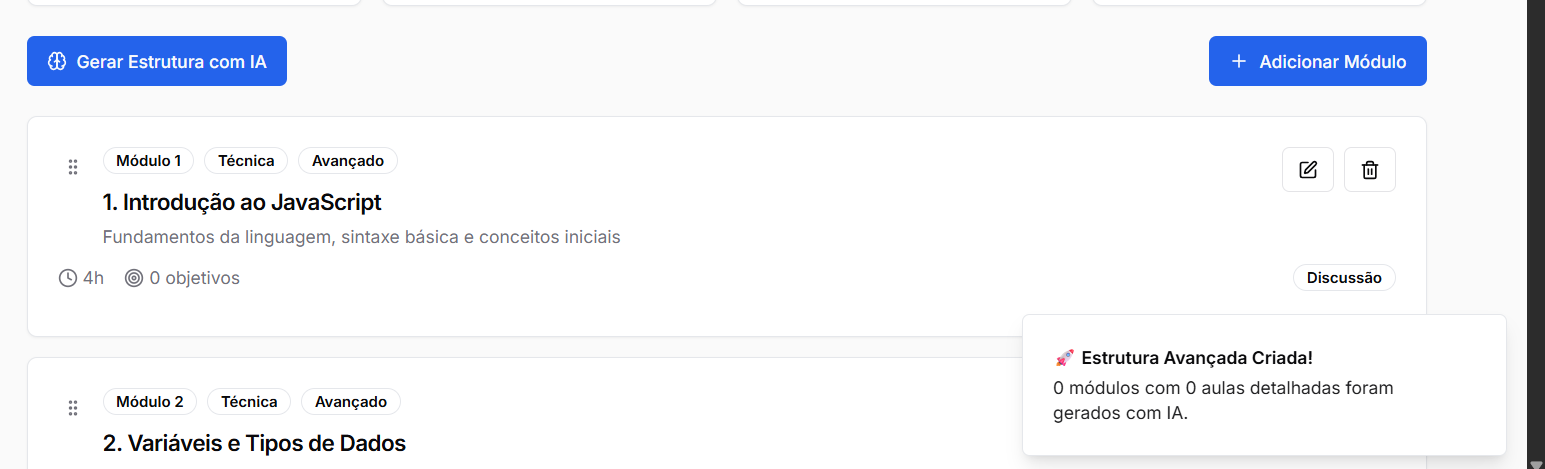 Gerar Estrutura com IA
Adicionar Módulo
Módulo 1 Técnica Avançado
1. Introdução ao JavaScript
Fundamentos da linguagem, sintaxe básica e conceitos iniciais
4h 0 objetivos
Discussão
🚀 Estrutura Avançada Criada!
0 módulos com 0 aulas detalhadas foram
gerados com IA.
Módulo 2 Técnica Avançado
2. Variáveis e Tipos de Dados